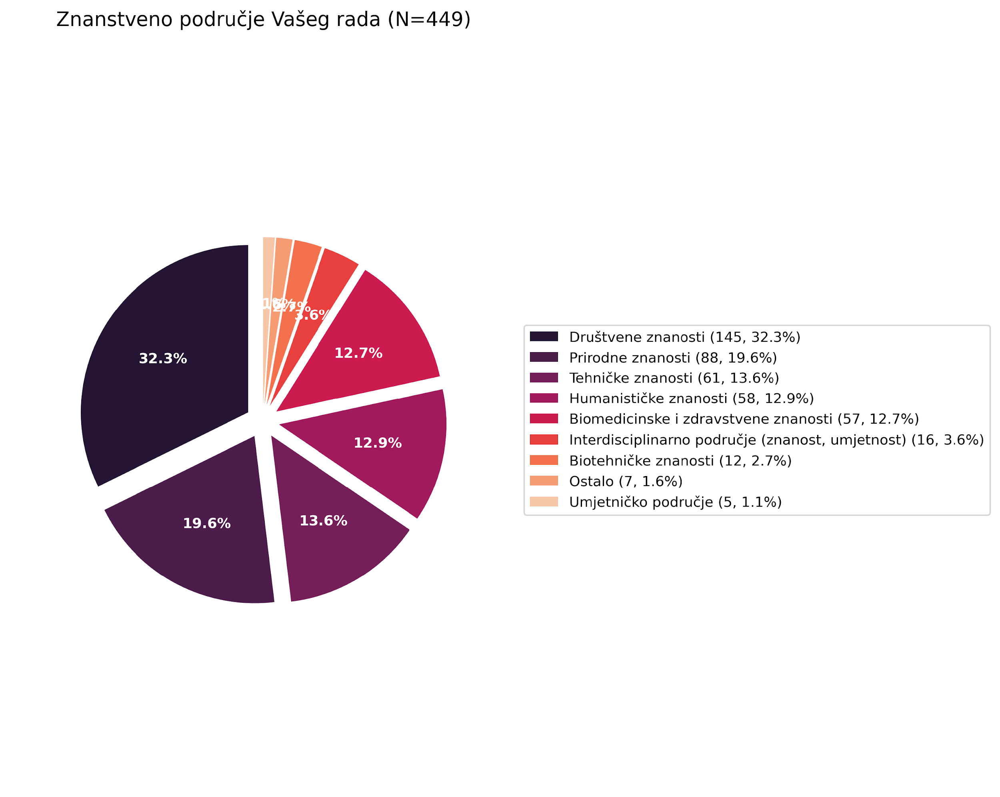 Znanstveno područje Vašeg rada (N=449)
3.6%
12.7%
32.3%
12.9%
19.6%
13.6%
Društvene znanosti (145, 32.3%)
Prirodne znanosti (88, 19.6%)
Tehničke znanosti (61, 13.6%)
Humanističke znanosti (58, 12.9%)
Biomedicinske i zdravstvene znanosti (57, 12.7%)
Interdisciplinarno područje (znanost, umjetnost) (16, 3.6%)
Biotehničke znanosti (12, 2.7%)
Ostalo (7, 1.6%)
Umjetničko područje (5, 1.1%)